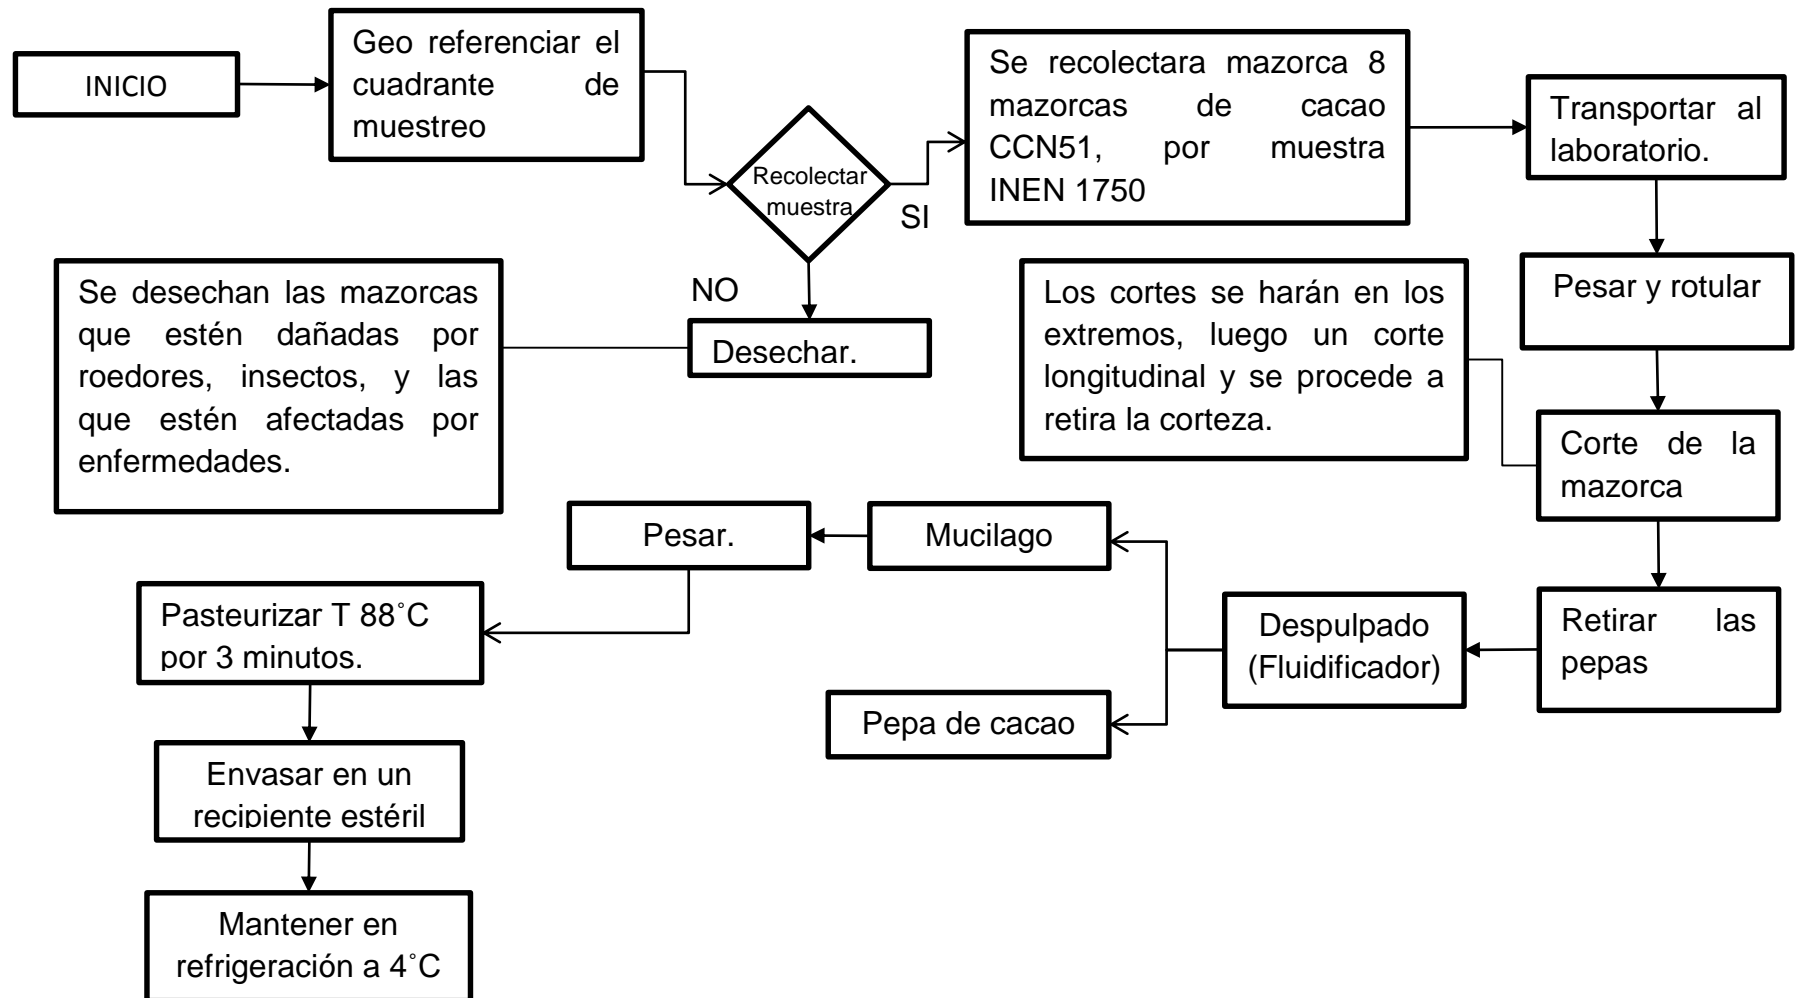 INICIO
Geo referenciar el
cuadrante de
muestreo
Recolectar
muestra
SI
NO
Se recolectara mazorca 8
mazorcas de cacao
CCN51, por muestra
INEN 1750
Transportar al
laboratorio.
Pesar y rotular
Desechar.
Se desechan las mazorcas
que estén dañadas por
roedores, insectos, y las
que estén afectadas por
enfermedades.
Los cortes se harán en los
extremos, luego un corte
longitudinal y se procede a
retira la corteza.
Corte de la
mazorca
Retirar las
pepas
Despulpado
(Fluidificador)
Mucilago
Pepa de cacao
Pesar.
Pasteurizar T 88°C
por 3 minutos.
Envasar en un
recipiente estéril
Mantener en
refrigeración a 4°C